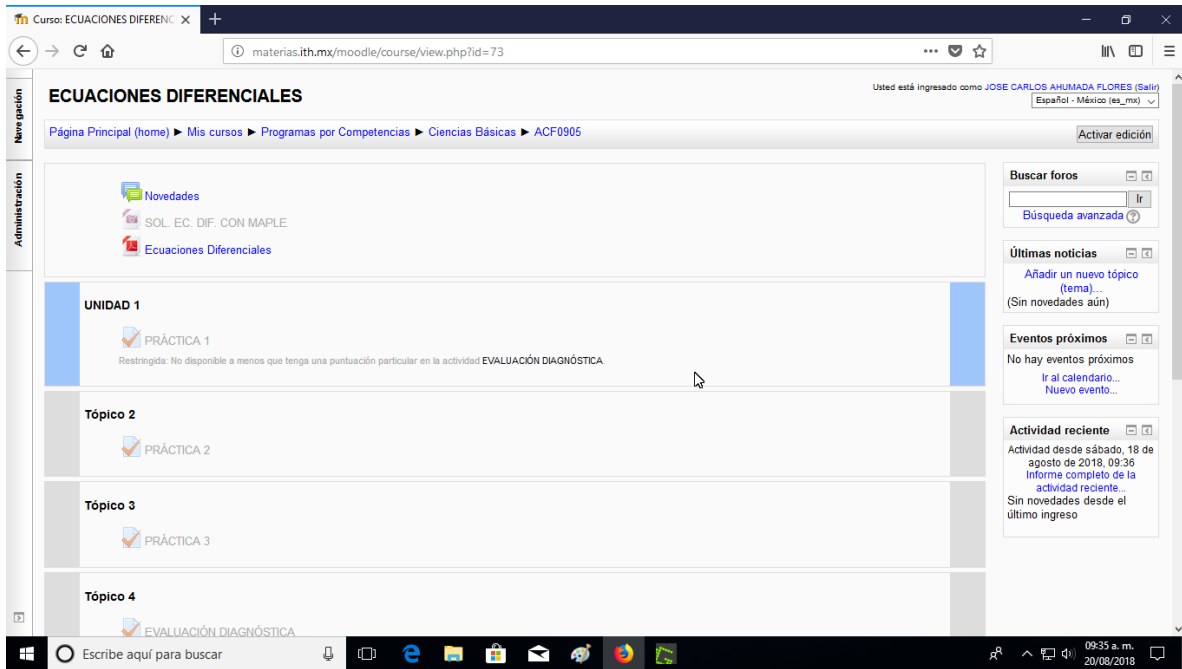 Curso: ECUACIONES DIFERENC
materias.ith.mx/moodle/course/view.php?id=73
Navegación
Administración
ECUACIONES DIFERENCIALES
Usted está ingresado como JOSE CARLOS AHUMADA FLORES (Salir)
Español - México (es_mx)
Página Principal (home) ► Mis cursos ► Programas por Competencias ► Ciencias Básicas ► ACF0905
Activar edición
Novedades
SOL. EC. DIF. CON MAPLE
Ecuaciones Diferenciales
UNIDAD 1
PRÁCTICA 1
Restringida: No disponible a menos que tenga una puntuación particular en la actividad EVALUACIÓN DIAGNÓSTICA.
Tópico 2
PRÁCTICA 2
Tópico 3
PRÁCTICA 3
Tópico 4
EVALUACIÓN DIAGNÓSTICA
Buscar foros
Ir
Búsqueda avanzada
Últimas noticias
Añadir un nuevo tópico
(tema)...
(Sin novedades aún)
Eventos próximos
No hay eventos próximos
Ir al calendario...
Nuevo evento...
Actividad reciente
Actividad desde sábado, 18 de
agosto de 2018, 09:36
Informe completo de la
actividad reciente...
Sin novedades desde el
último ingreso
Escribe aquí para buscar
09:35 a. m.
20/08/2018